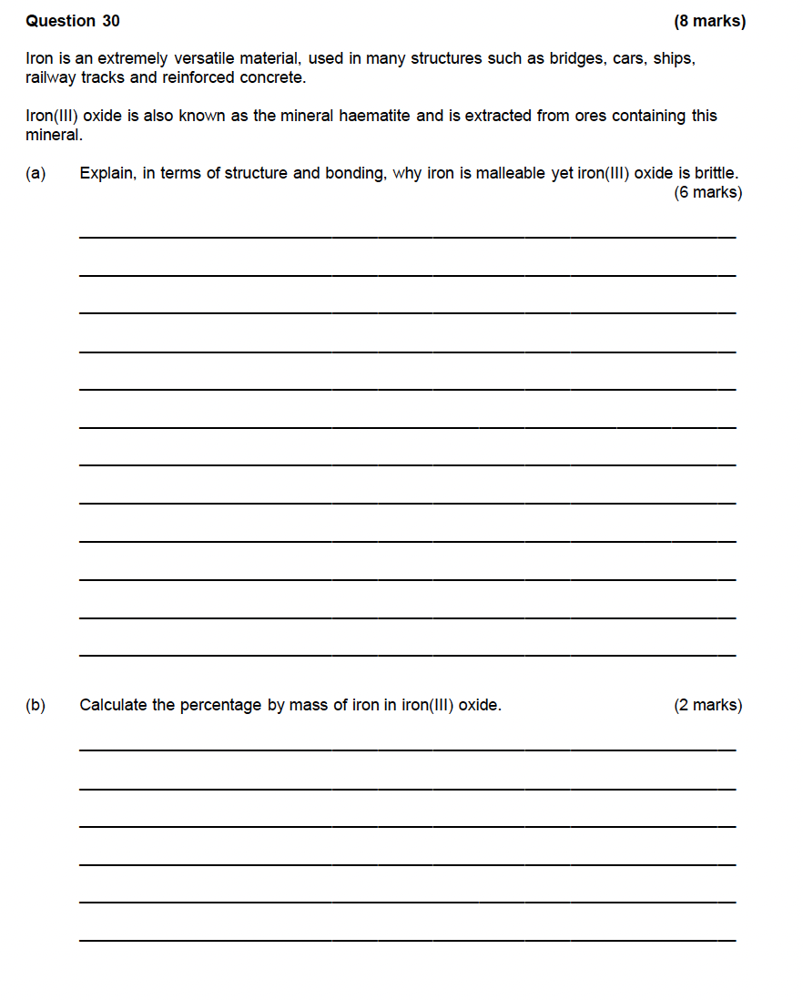 Question 30 (8 marks)
Iron is an extremely versatile material, used in many structures such as bridges, cars, ships,
railway tracks and reinforced concrete.
Iron(III) oxide is also known as the mineral haematite and is extracted from ores containing this
mineral.
(a) Explain, in terms of structure and bonding, why iron is malleable yet iron(III) oxide is brittle.
(6 marks)
(b) Calculate the percentage by mass of iron in iron(III) oxide. (2 marks)